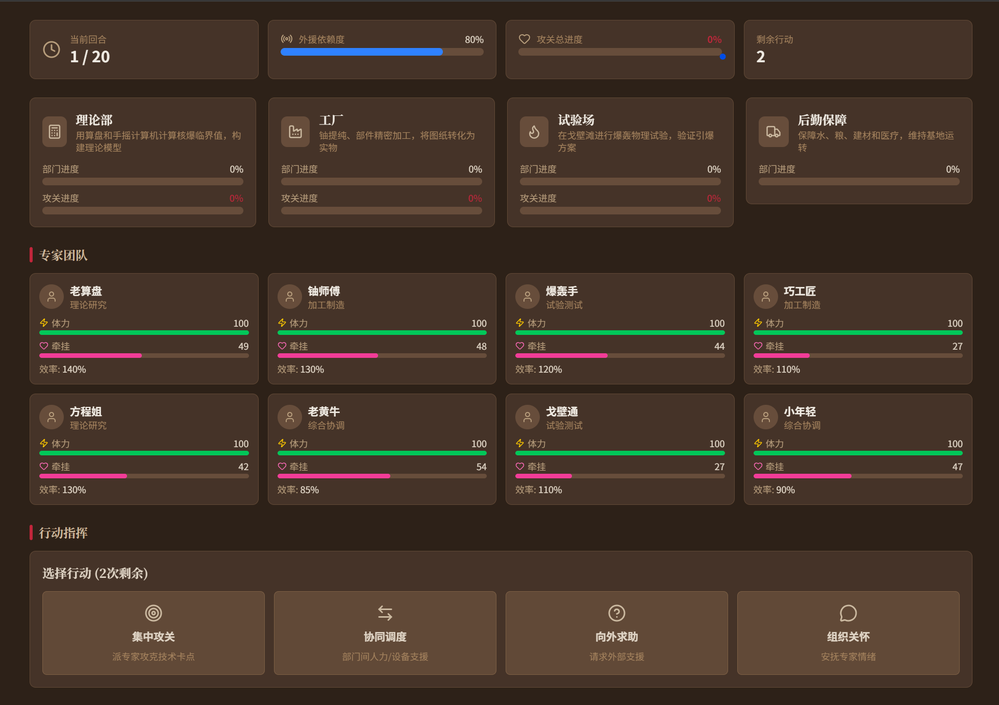 当前回合
1 / 20
外援依赖度 80%
攻关总进度 0%
剩余行动
2
理论部
用算盘和手摇计算机计算核爆临界值，构
建理论模型
部门进度 0%
攻关进度 0%
工厂
铀提纯、部件精密加工，将图纸转化为
实物
部门进度 0%
攻关进度 0%
试验场
在戈壁滩进行爆轰物理试验，验证引爆
方案
部门进度 0%
攻关进度 0%
后勤保障
保障水、粮、建材和医疗，维持基地运
转
部门进度 0%
专家团队
老算盘
理论研究
体力 100
牵挂 49
效率: 140%
铀师傅
加工制造
体力 100
牵挂 48
效率: 130%
爆轰手
试验测试
体力 100
牵挂 44
效率: 120%
巧工匠
加工制造
体力 100
牵挂 27
效率: 110%
方程姐
理论研究
体力 100
牵挂 42
效率: 130%
老黄牛
综合协调
体力 100
牵挂 54
效率: 85%
戈壁通
试验测试
体力 100
牵挂 27
效率: 110%
小年轻
综合协调
体力 100
牵挂 47
效率: 90%
行动指挥
选择行动 (2次剩余)
集中攻关
派专家攻克技术卡点
协同调度
部门间人力/设备支援
向外求助
请求外部支援
组织关怀
安抚专家情绪